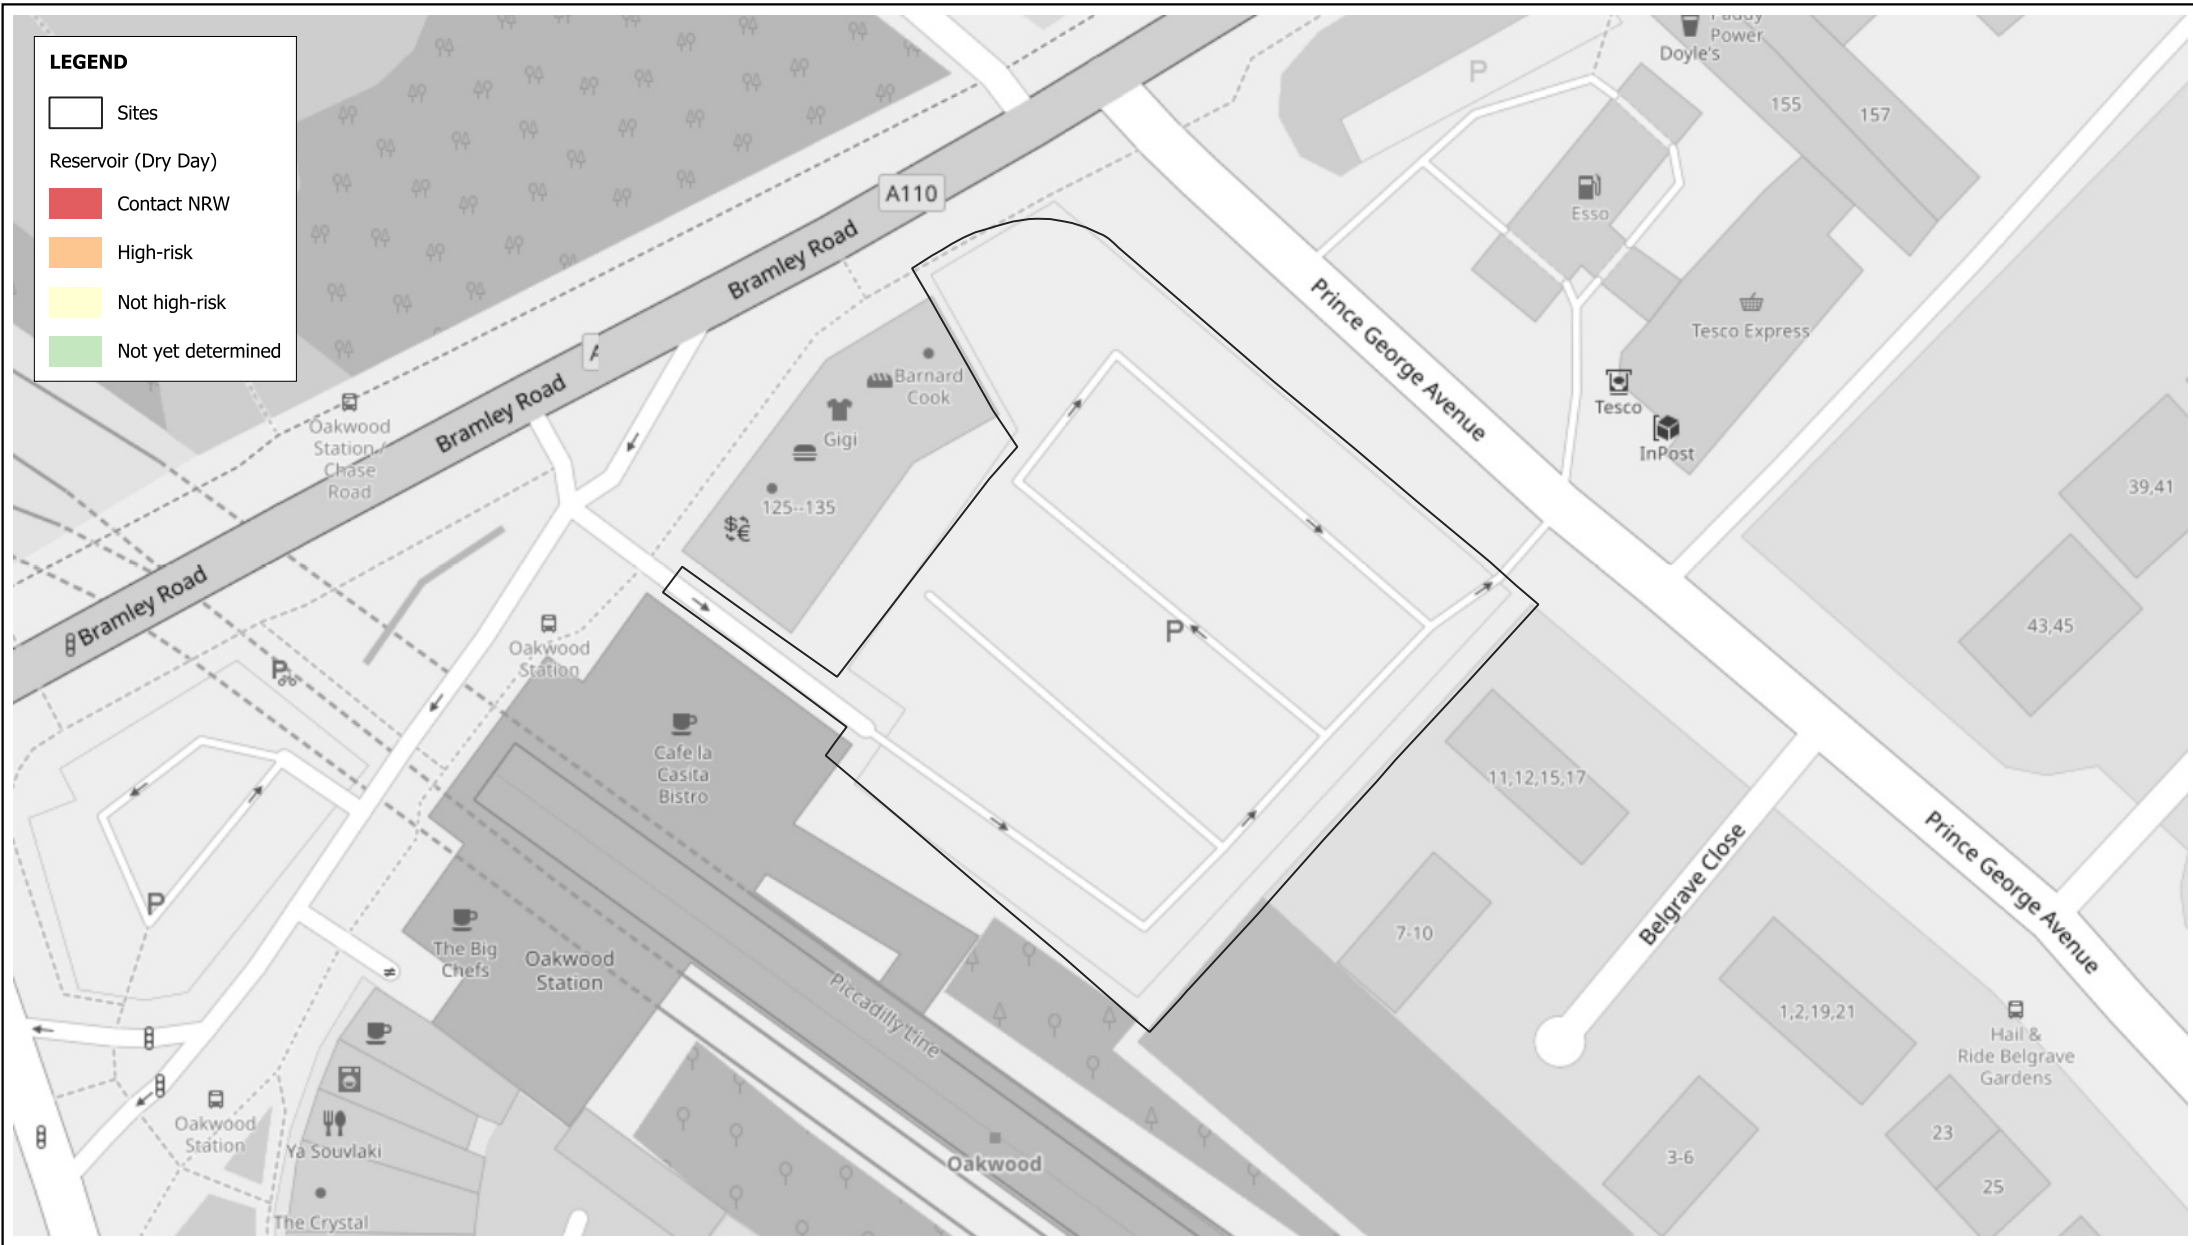 LEGEND
Sites
Reservoir (Dry Day)
Contact NRW
High-risk
Not high-risk
Not yet determined
Paddy
Power
Doyle's
155
157
A110
Esso
Bramley Road
Prince George Avenue
Tesco Express
Tesco
InPost
Barnard
Cook
Gigi
125--135
Bramley Road
Oakwood
Station /
Chase
Road
39,41
43,45
Bramley Road
P
P
P
Oakwood
Station
Cafe la
Casita
Bistro
11,12,15,17
P
Belgrave Close
Prince George Avenue
The Big
Chefs
Oakwood
Station
7-10
Piccadilly Line
1,2,19,21
Hail &
Ride Belgrave
Gardens
Oakwood
Station
Ya Souvlaki
Oakwood
23
3-6
25
The Crystal